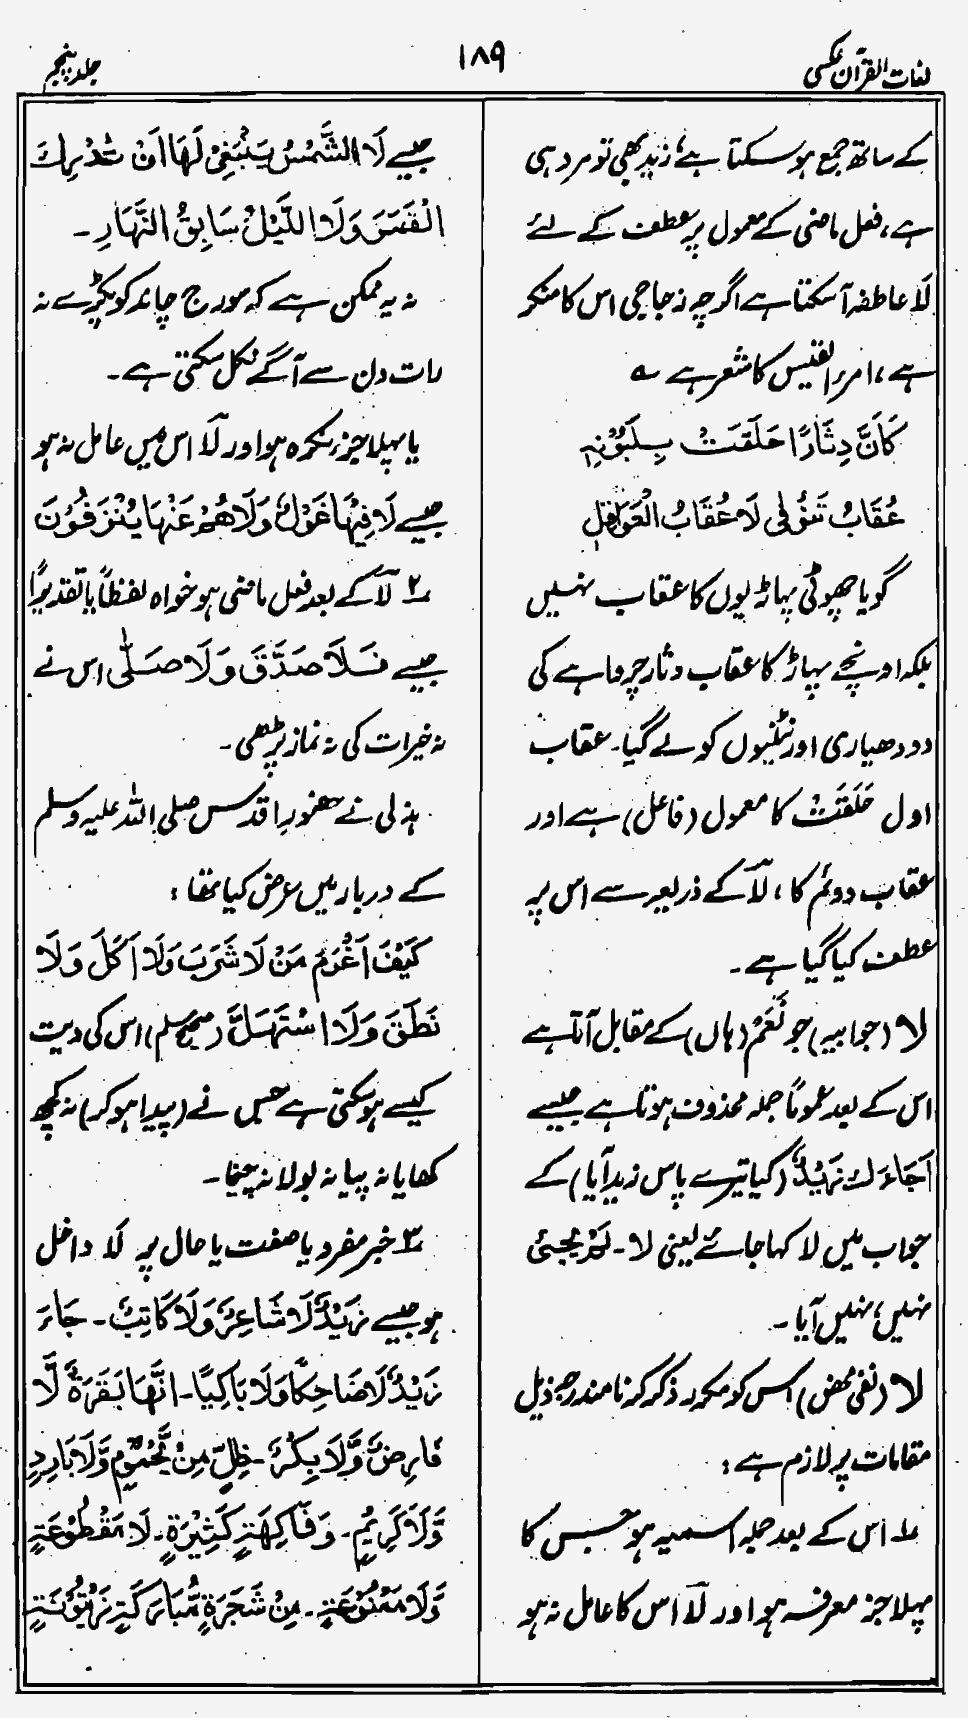 لغات القرآن عکسی
۱۸۹
جلد پنجم
کے ساتھ جمع ہو سکتا ہے، زید بھی تو مرد ہی
ہے، فعل ماضی کے معمول پر عطف کے لئے
لَا عاطفہ آسکتا ہے اگرچہ زجاجی اس کا منکر
ہے، امرء القیس کا شعر ہے ؎
كَاَنَّ دِثَارًا حَلَقَتْ بِلَبُوْنِهٖ
عُقَابُ تَنُوْفٰی لَا عُقَابُ الْقَوَاعِلِ
گویا چھوٹی پہاڑیوں کا عقاب نہیں
بلکہ اونچے پہاڑ کا عقاب دثار چرواہے کی
دودھیاری اونٹنیوں کو لے گیا۔ عقاب
اول حَلَقَتْ کا معمول (فاعل) ہے اور
عقاب دوئم کا، لَا کے ذریعہ سے اس پر
عطف کیا گیا ہے۔
لا (جوابیہ) جو نَعَمْ (ہاں) کے مقابل آتا ہے
اس کے بعد عموماً جملہ محذوف ہوتا ہے جیسے
اَجَاءَكَ زَيْدٌ (کیا تیرے پاس زید آیا) کے
جواب میں لا کہا جائے یعنی لا۔ لَمْ یجئی
نہیں، نہیں آیا۔
لا (نفی محض) اس کو مکرر ذکر کرنا مندرجہ ذیل
مقامات پر لازم ہے:
۱؎ اس کے بعد جملہ اسمیہ ہو جس کا
پہلا جز معرفہ ہو اور لَا اس کا عامل نہ ہو
جیسے لَا الشَّمْسُ يَنْبَغِيْ لَهَا اَنْ تُدْرِكَ
الْقَمَرَ وَلَا اللَّيْلُ سَابِقُ النَّهَارِ۔
نہ یہ ممکن ہے کہ سورج چاند کو پکڑے نہ
رات دن سے آگے نکل سکتی ہے۔
یا پہلا جزء نکرہ ہو اور لَا اس میں عامل نہ ہو
جیسے لَا فِيْهَا غَوْلٌ وَلَا هُمْ عَنْهَا يُنْزَفُوْنَ
۲؎ لَا کے بعد فعل ماضی ہو خواہ لفظاً یا تقدیرًا
جیسے فَلَا صَدَّقَ وَلَا صَلّٰی اس نے
نہ خیرات کی نہ نماز پڑھی۔
ہذلی نے حضور اقدس صلی اللہ علیہ وسلم
کے دربار میں عرض کیا تھا:
كَيْفَ اَغْرَمُ مَنْ لَا شَرَبَ وَلَا اَكَلَ وَلَا
نَطَقَ وَلَا اسْتَهَلَّ (صحیح مسلم) اس کی دیت
کیسے ہو سکتی ہے جس نے (پیدا ہو کر) نہ کچھ
کھایا نہ پیا نہ بولا نہ چیخا۔
۳؎ خبر مفرد یا صفت یا حال پر لَا داخل
ہو جیسے زَيْدٌ لَا شَاعِرٌ وَلَا كَاتِبٌ۔ جَاءَ
زَيْدٌ لَا ضَاحِكًا وَلَا بَاكِيًا۔ اِنَّهَا بَقَرَةٌ لَّا
فَارِضٌ وَّلَا بِكْرٌ۔ ظِلٍّ مِنْ يَّحْمُوْمٍ وَّلَا بَارِدٍ
وَّلَا كَرِيْمٍ۔ وَفَاكِهَةٍ كَثِيْرَةٍ۔ لَا مَقْطُوْعَةٍ
وَّلَا مَمْنُوْعَةٍ۔ مِنْ شَجَرَةٍ مُّبَارَكَةٍ زَيْتُوْنَةٍ